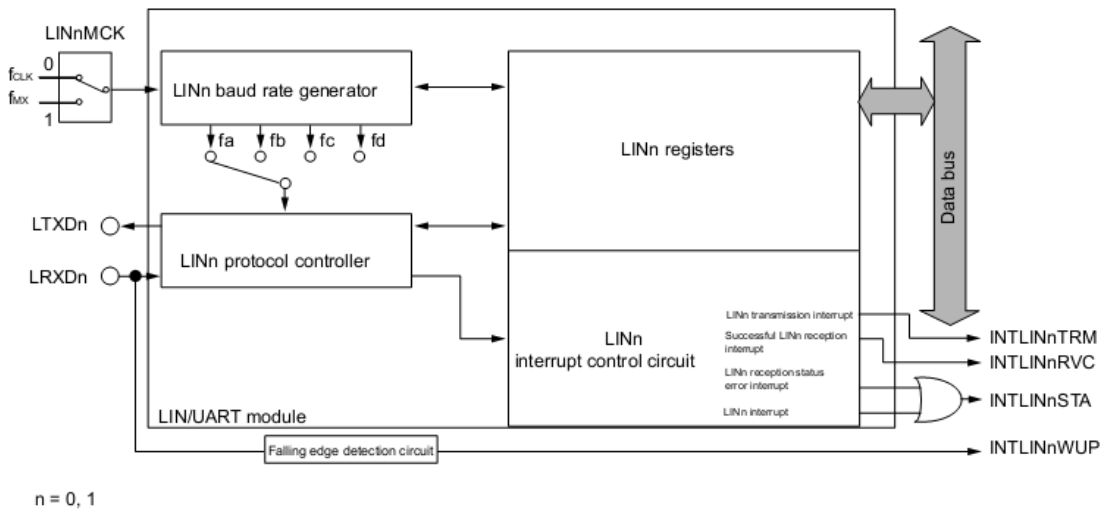 LINnMCK
0
fCLK
fMX
1
LINn baud rate generator
fa
fb
fc
fd
LINn registers
Data bus
LTXDn
LRXDn
LINn protocol controller
LINn
interrupt control circuit
LINn transmission interrupt
Successful LINn reception
interrupt
LINn reception status
error interrupt
LINn interrupt
INTLINnTRM
INTLINnRVC
INTLINnSTA
LIN/UART module
Falling edge detection circuit
INTLINnWUP
n = 0, 1